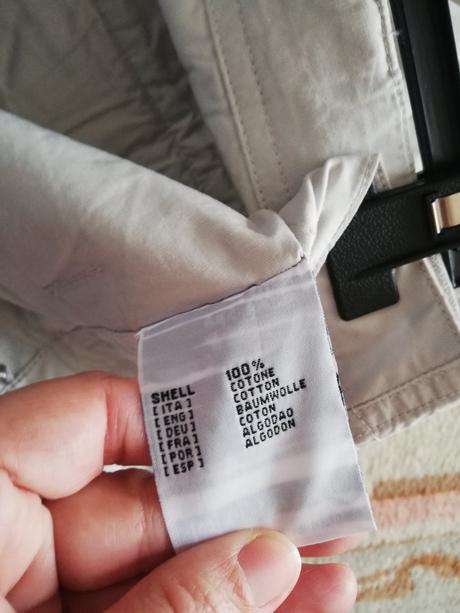 100%
SHELL
[ITA] COTONE
[ENG] COTTON
[DEU] BAUMWOLLE
[FRA] COTON
[POR] ALGODAO
[ESP] ALGODON